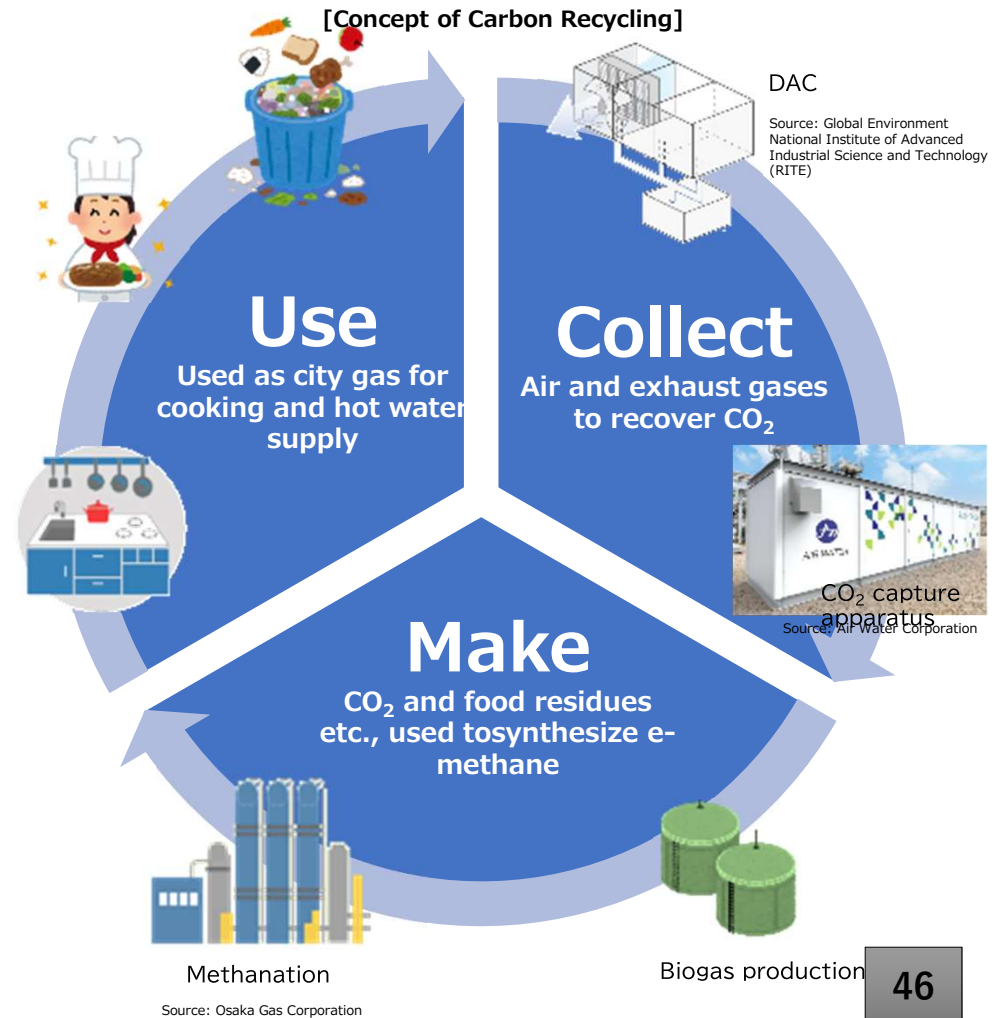 [Concept of Carbon Recycling]
DAC
Source: Global Environment
National Institute of Advanced
Industrial Science and Technology
(RITE)
Use
Used as city gas for
cooking and hot water
supply
Collect
Air and exhaust gases
to recover CO₂
AIR WATER
CO₂ capture
apparatus
Source: Air Water Corporation
Make
CO₂ and food residues
etc., used tosynthesize e-
methane
Methanation
Source: Osaka Gas Corporation
Biogas production
46